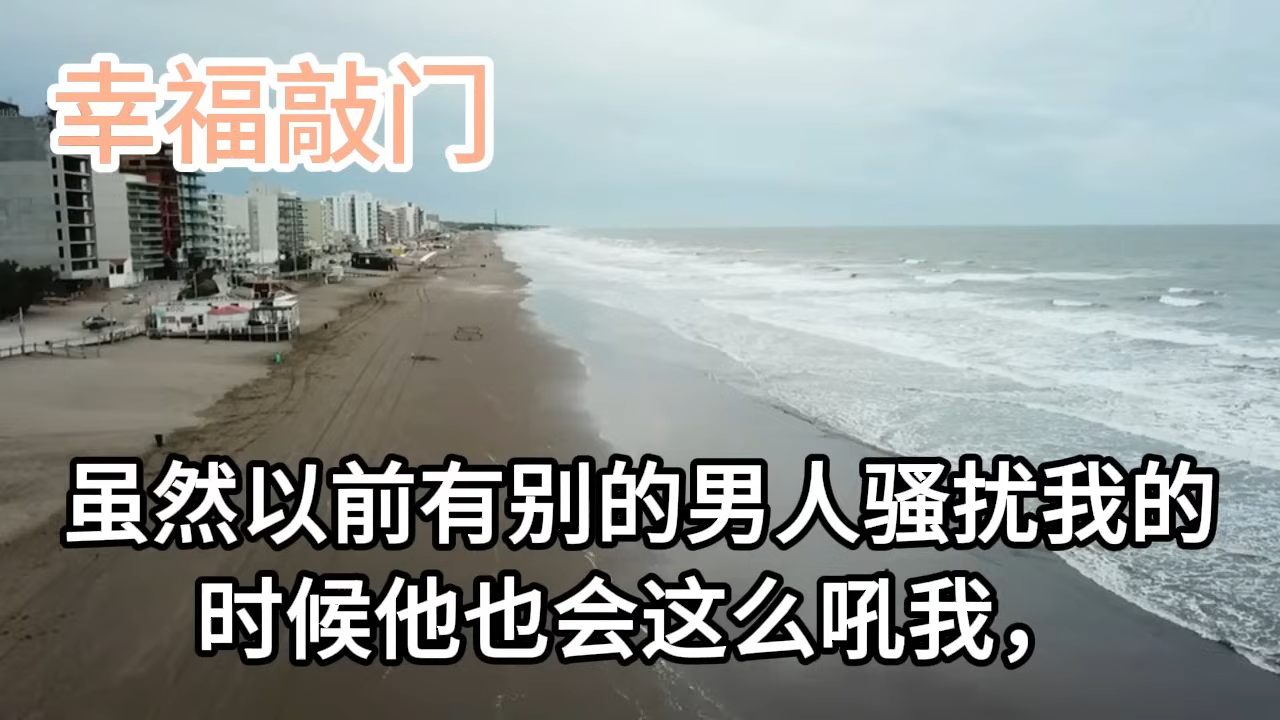 幸福敲门
虽然以前有别的男人骚扰我的
时候他也会这么吼我，